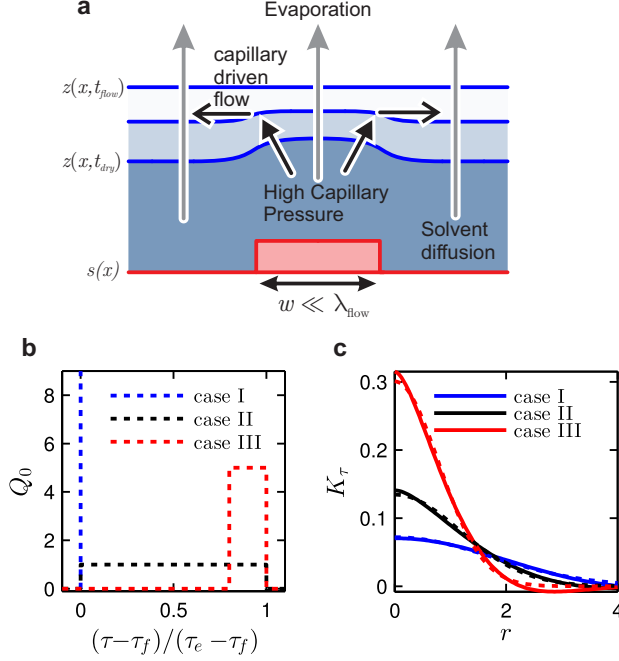 a
Evaporation
capillary
driven
flow
z(x,t_flow)
z(x,t_dry)
High Capillary
Pressure
Solvent
diffusion
s(x)
w ≪ λ_flow
b
case I
case II
case III
8
6
4
2
0
Q_0
0
0.5
1
(τ−τ_f)/(τ_e−τ_f)
c
case I
case II
case III
0.3
0.2
0.1
0
K_τ
0
2
4
r